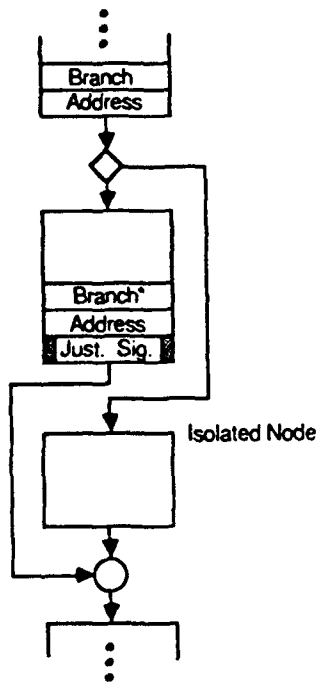 Branch
Address
Branch*
Address
Just. Sig.
Isolated Node